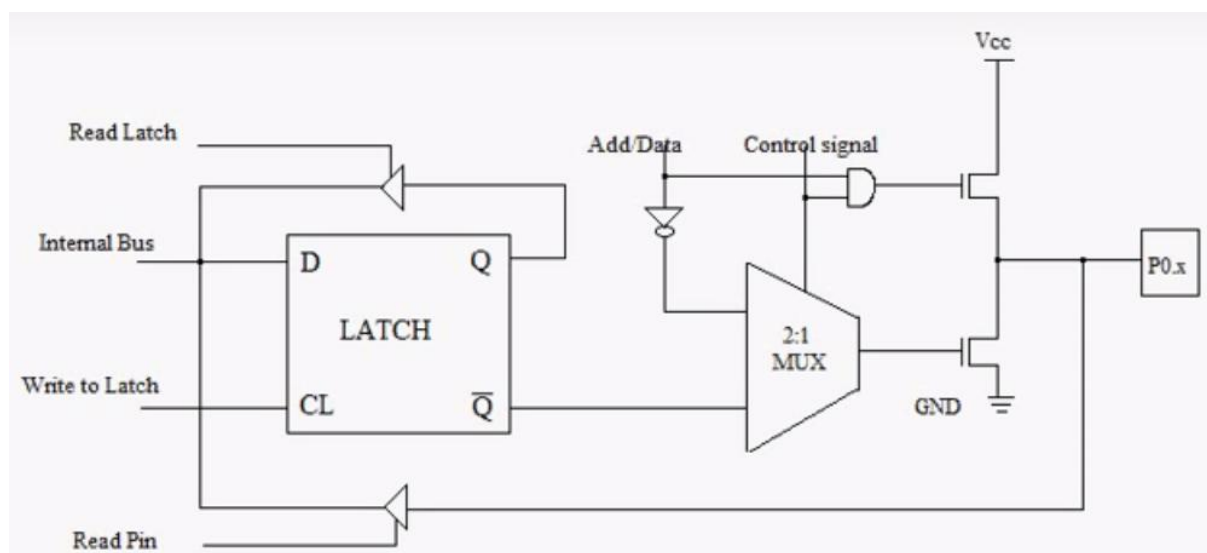 Vcc
Read Latch
Add/Data
Control signal
Internal Bus
D
Q
P0.x
LATCH
2:1
MUX
Write to Latch
CL
Q̅
GND
Read Pin